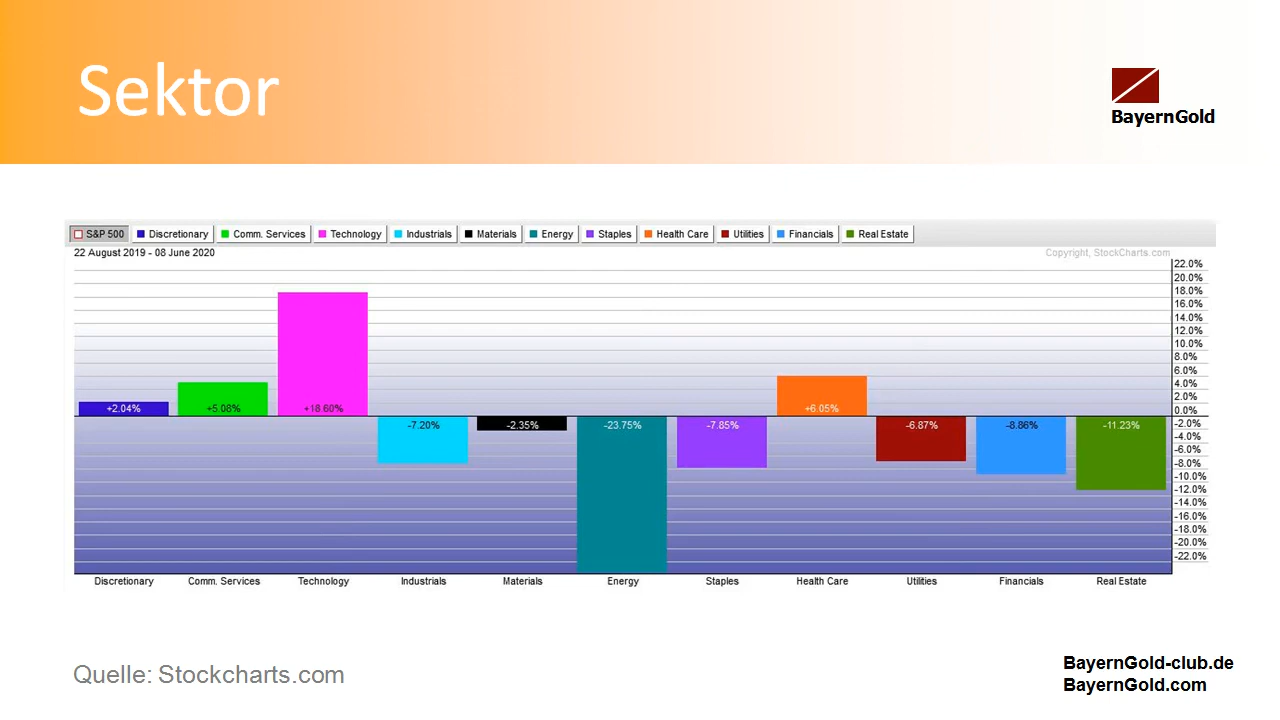 Sektor
BayernGold
S&P 500 Discretionary Comm. Services Technology Industrials Materials Energy Staples Health Care Utilities Financials Real Estate
22 August 2019 - 08 June 2020
Copyright, StockCharts.com
22.0%
20.0%
18.0%
16.0%
14.0%
12.0%
10.0%
8.0%
6.0%
4.0%
2.0%
0.0%
-2.0%
-4.0%
-6.0%
-8.0%
-10.0%
-12.0%
-14.0%
-16.0%
-18.0%
-20.0%
-22.0%
+2.04% +5.08% +18.60% +6.05%
-7.20% -2.35% -23.75% -7.85% -6.87% -8.86% -11.23%
Discretionary Comm. Services Technology Industrials Materials Energy Staples Health Care Utilities Financials Real Estate
Quelle: Stockcharts.com
BayernGold-club.de
BayernGold.com